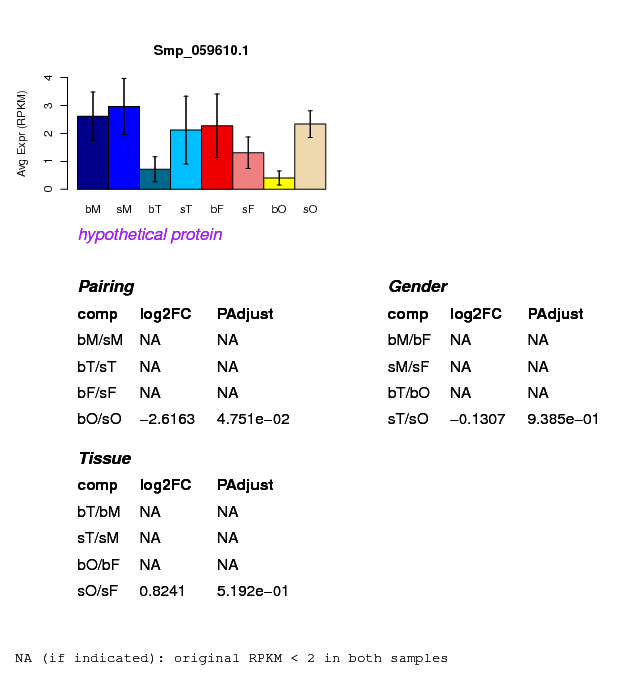 Smp_059610.1
Avg Expr (RPKM)
4
3
2
1
0
bM sM bT sT bF sF bO sO
hypothetical protein
Pairing
comp log2FC PAdjust
bM/sM NA NA
bT/sT NA NA
bF/sF NA NA
bO/sO −2.6163 4.751e−02
Gender
comp log2FC PAdjust
bM/bF NA NA
sM/sF NA NA
bT/bO NA NA
sT/sO −0.1307 9.385e−01
Tissue
comp log2FC PAdjust
bT/bM NA NA
sT/sM NA NA
bO/bF NA NA
sO/sF 0.8241 5.192e−01
NA (if indicated): original RPKM < 2 in both samples